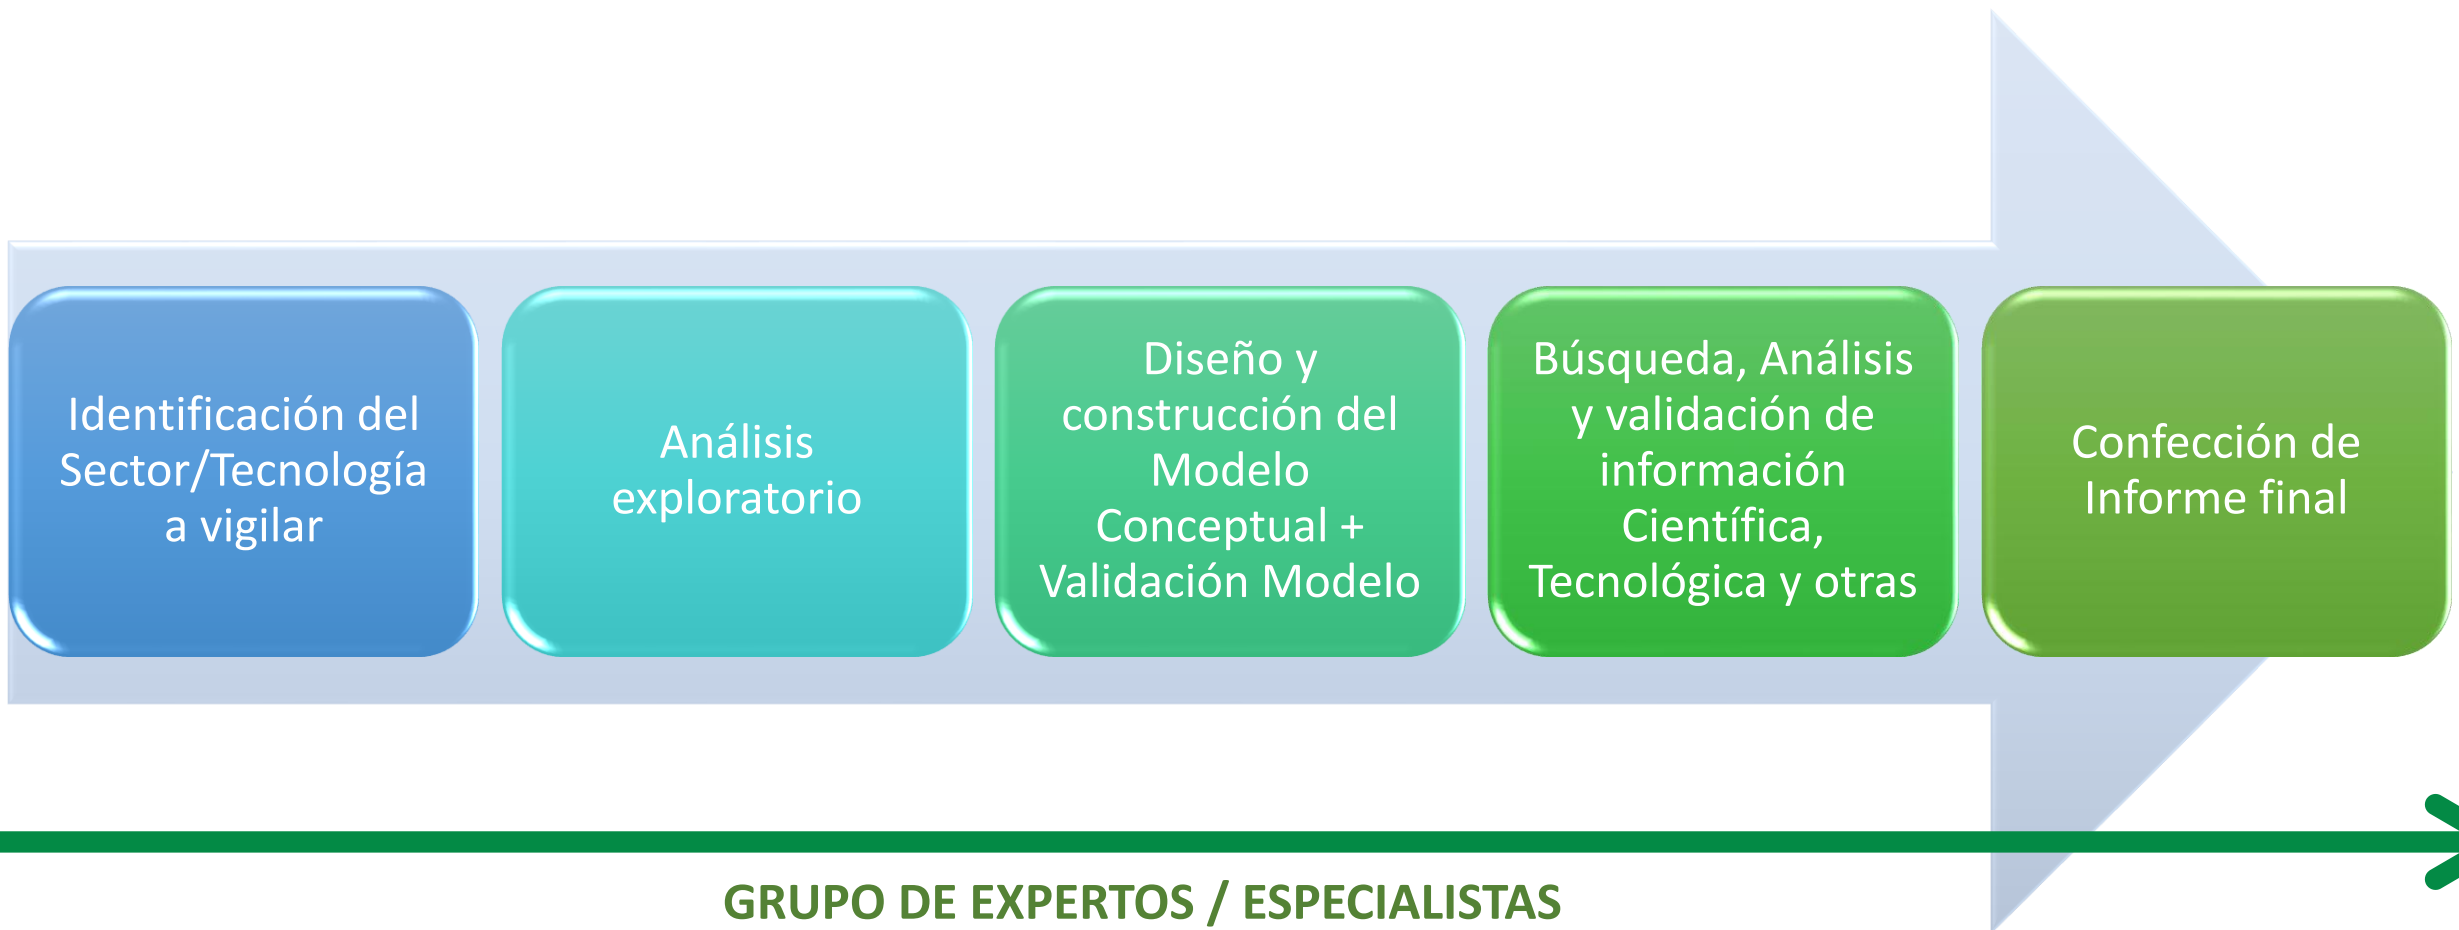 Identificación del
Sector/Tecnología
a vigilar
Análisis
exploratorio
Diseño y
construcción del
Modelo
Conceptual +
Validación Modelo
Búsqueda, Análisis
y validación de
información
Científica,
Tecnológica y otras
Confección de
Informe final
GRUPO DE EXPERTOS / ESPECIALISTAS